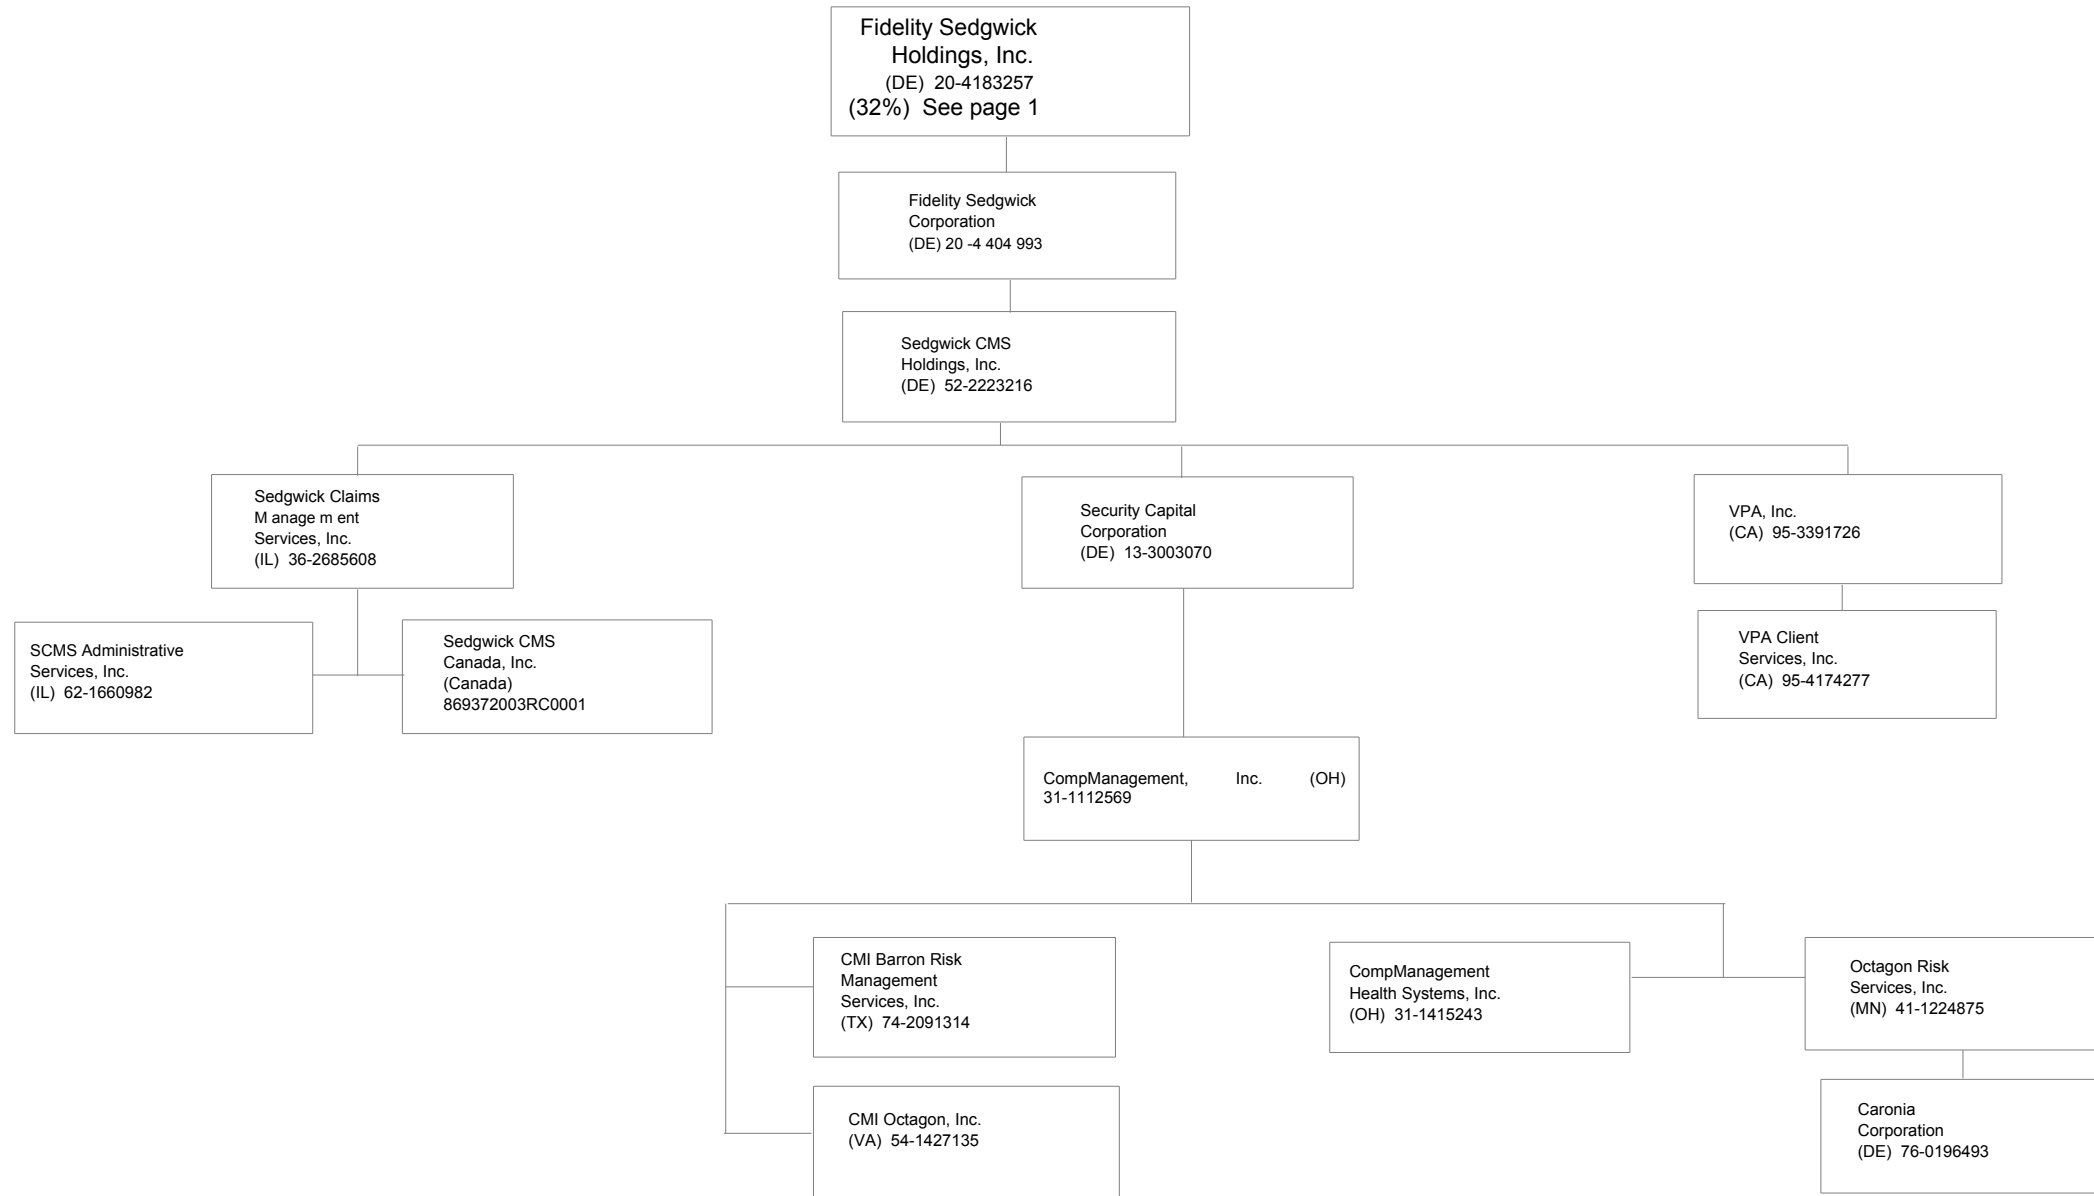 Fidelity Sedgwick
Holdings, Inc.
(DE) 20-4183257
(32%) See page 1
Fidelity Sedgwick
Corporation
(DE) 20 -4 404 993
Sedgwick CMS
Holdings, Inc.
(DE) 52-2223216
Sedgwick Claims
M anage m ent
Services, Inc.
(IL) 36-2685608
Security Capital
Corporation
(DE) 13-3003070
VPA, Inc.
(CA) 95-3391726
SCMS Administrative
Services, Inc.
(IL) 62-1660982
Sedgwick CMS
Canada, Inc.
(Canada)
869372003RC0001
VPA Client
Services, Inc.
(CA) 95-4174277
CompManagement, Inc. (OH)
31-1112569
CMI Barron Risk
Management
Services, Inc.
(TX) 74-2091314
CompManagement
Health Systems, Inc.
(OH) 31-1415243
Octagon Risk
Services, Inc.
(MN) 41-1224875
CMI Octagon, Inc.
(VA) 54-1427135
Caronia
Corporation
(DE) 76-0196493